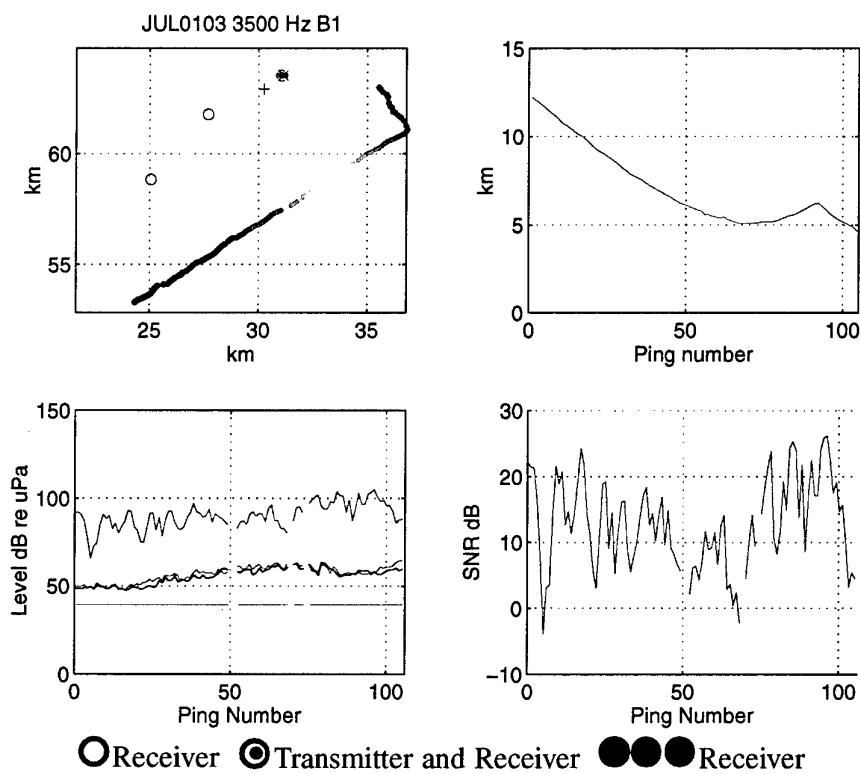 JUL0103 3500 Hz B1
km
60
55
25 30 35
km
15
10
5
0
km
0 50 100
Ping number
150
100
50
0
Level dB re uPa
0 50 100
Ping Number
30
20
10
0
−10
SNR dB
0 50 100
Ping Number
Receiver Transmitter and Receiver Receiver